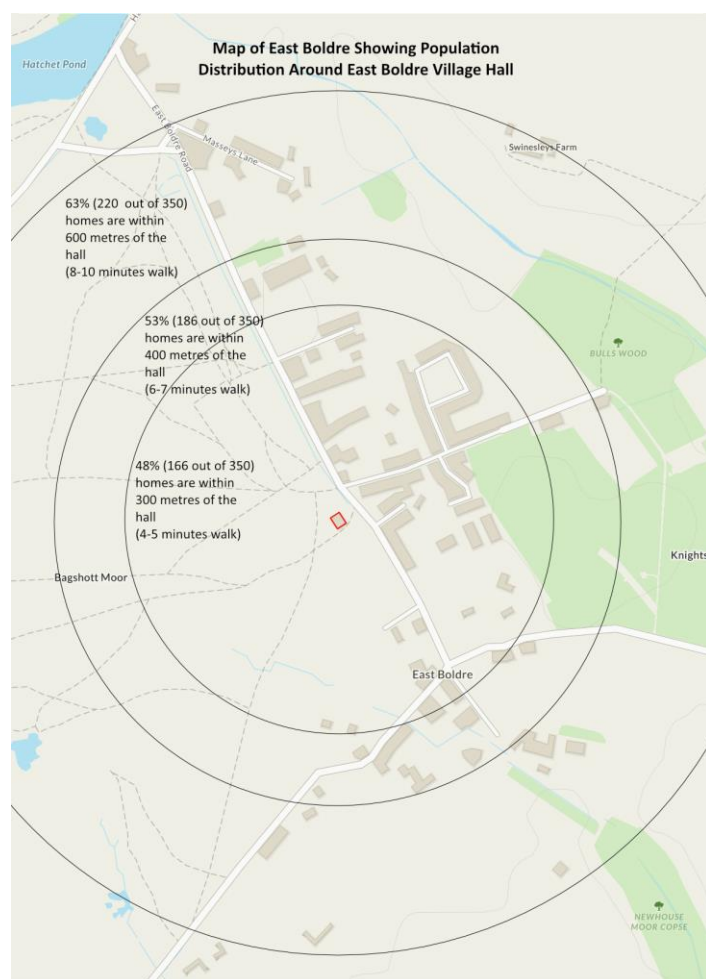 Map of East Boldre Showing Population
Distribution Around East Boldre Village Hall
Hatchet Pond
East Boldre Road
Masseys Lane
Swinesleys Farm
63% (220 out of 350)
homes are within
600 metres of the
hall
(8-10 minutes walk)
53% (186 out of 350)
homes are within
400 metres of the
hall
(6-7 minutes walk)
BULLS WOOD
48% (166 out of 350)
homes are within
300 metres of the
hall
(4-5 minutes walk)
Knights
Bagshott Moor
East Boldre
NEWHOUSE
MOOR COPSE